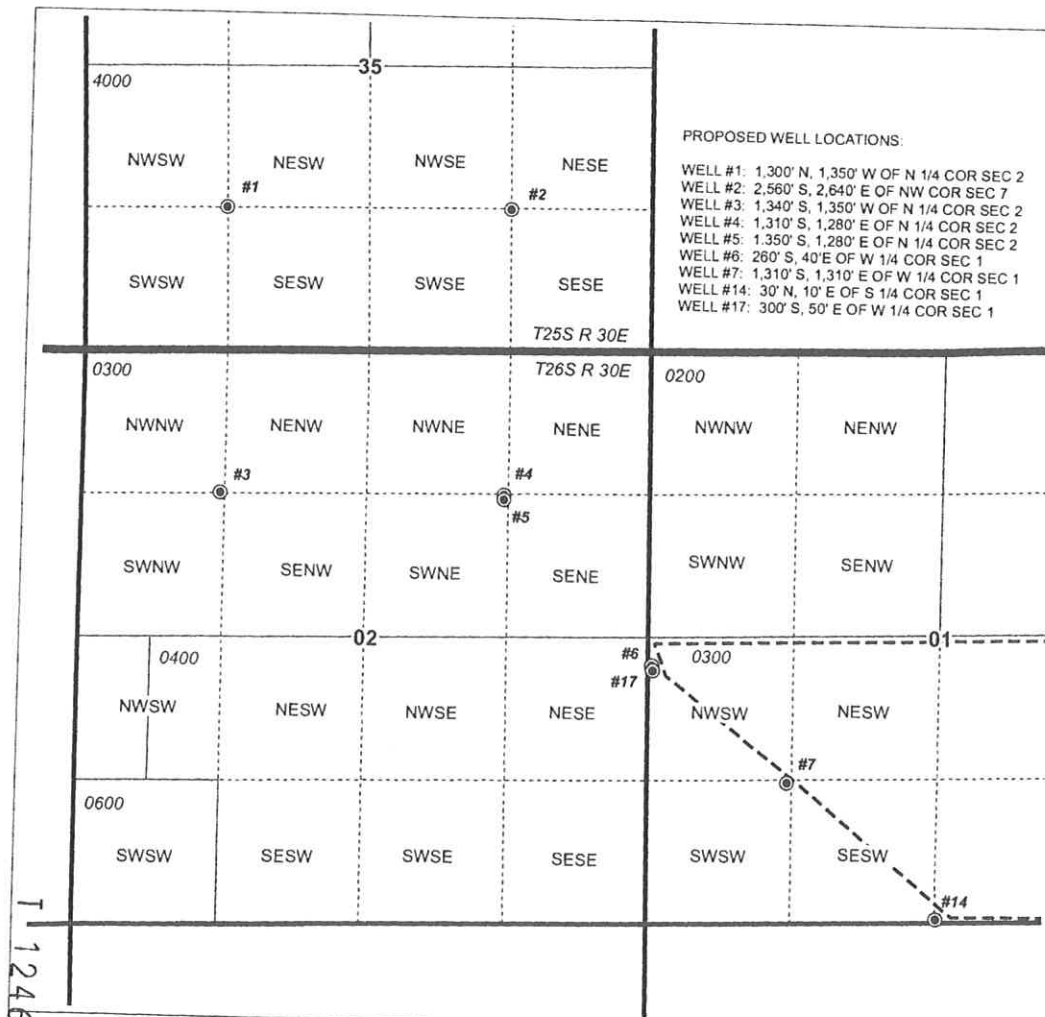 35
4000
NWSW NESW NWSE NESE
#1 #2
SWSW SESW SWSE SESE
PROPOSED WELL LOCATIONS:
WELL #1: 1,300' N, 1,350' W OF N 1/4 COR SEC 2
WELL #2: 2,560' S, 2,640' E OF NW COR SEC 7
WELL #3: 1,340' S, 1,350' W OF N 1/4 COR SEC 2
WELL #4: 1,310' S, 1,280' E OF N 1/4 COR SEC 2
WELL #5: 1.350' S, 1,280' E OF N 1/4 COR SEC 2
WELL #6: 260' S, 40'E OF W 1/4 COR SEC 1
WELL #7: 1,310' S, 1,310' E OF W 1/4 COR SEC 1
WELL #14: 30' N, 10' E OF S 1/4 COR SEC 1
WELL #17: 300' S, 50' E OF W 1/4 COR SEC 1
T25S R 30E
T26S R 30E
0300 0200
NWNW NENW NWNE NENE NWNW NENW
#3 #4
#5
SWNW SENW SWNE SENE SWNW SENW
02 01
0400 #6 0300
#17
NWSW NESW NWSE NESE NWSW NESW
#7
0600
SWSW SESW SWSE SESE SWSW SESW
#14
T 1246